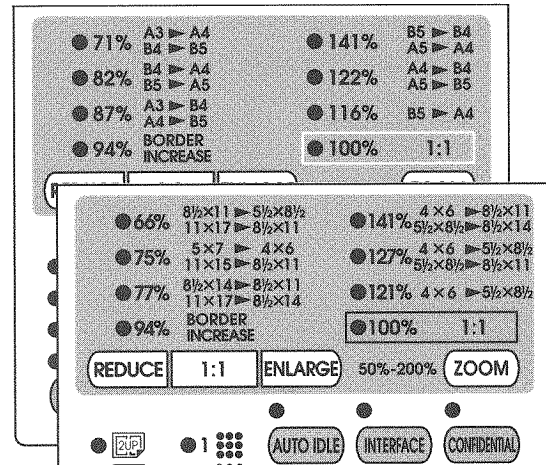 71% A3 ► A4
B4 ► B5
141% B5 ► B4
A5 ► A4
82% B4 ► A4
B5 ► A5
122% A4 ► B4
A5 ► B5
87% A3 ► B4
A4 ► B5
116% B5 ► A4
94% BORDER
INCREASE
100% 1:1
66% 8½×11 ► 5½×8½
11×17 ► 8½×11
141% 4×6 ► 8½×11
5½×8½ ► 8½×14
75% 5×7 ► 4×6
11×15 ► 8½×11
127% 4×6 ► 5½×8½
5½×8½ ► 8½×11
77% 8½×14 ► 8½×11
11×17 ► 8½×14
121% 4×6 ► 5½×8½
94% BORDER
INCREASE
100% 1:1
REDUCE 1:1 ENLARGE 50%-200% ZOOM
2UP 1 AUTO IDLE INTERFACE CONFIDENTIAL